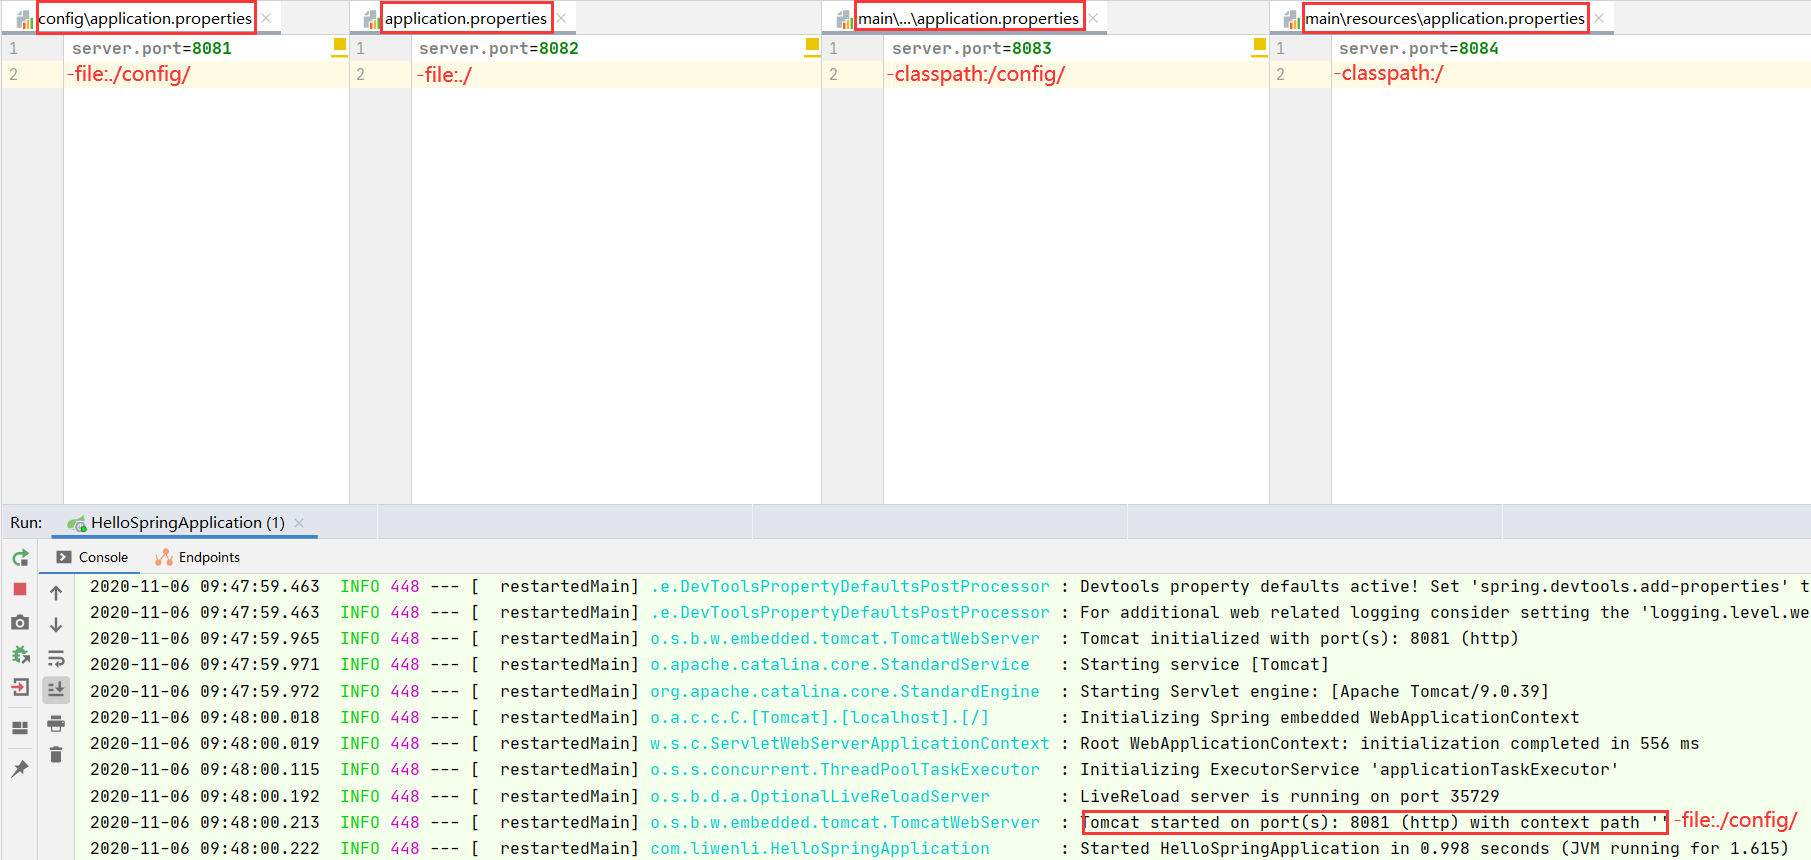 config\application.properties
application.properties
main\...\application.properties
main\resources\application.properties
1 server.port=8081
1 server.port=8082
1 server.port=8083
1 server.port=8084
2 -file:./config/
2 -file:./
2 -classpath:/config/
2 -classpath:/
Run: HelloSpringApplication (1)
Console Endpoints
2020-11-06 09:47:59.463 INFO 448 --- [ restartedMain] .e.DevToolsPropertyDefaultsPostProcessor : Devtools property defaults active! Set 'spring.devtools.add-properties' t
2020-11-06 09:47:59.463 INFO 448 --- [ restartedMain] .e.DevToolsPropertyDefaultsPostProcessor : For additional web related logging consider setting the 'logging.level.we
2020-11-06 09:47:59.965 INFO 448 --- [ restartedMain] o.s.b.w.embedded.tomcat.TomcatWebServer : Tomcat initialized with port(s): 8081 (http)
2020-11-06 09:47:59.971 INFO 448 --- [ restartedMain] o.apache.catalina.core.StandardService : Starting service [Tomcat]
2020-11-06 09:47:59.972 INFO 448 --- [ restartedMain] org.apache.catalina.core.StandardEngine : Starting Servlet engine: [Apache Tomcat/9.0.39]
2020-11-06 09:48:00.018 INFO 448 --- [ restartedMain] o.a.c.c.C.[Tomcat].[localhost].[/] : Initializing Spring embedded WebApplicationContext
2020-11-06 09:48:00.019 INFO 448 --- [ restartedMain] w.s.c.ServletWebServerApplicationContext : Root WebApplicationContext: initialization completed in 556 ms
2020-11-06 09:48:00.115 INFO 448 --- [ restartedMain] o.s.s.concurrent.ThreadPoolTaskExecutor : Initializing ExecutorService 'applicationTaskExecutor'
2020-11-06 09:48:00.192 INFO 448 --- [ restartedMain] o.s.b.d.a.OptionalLiveReloadServer : LiveReload server is running on port 35729
2020-11-06 09:48:00.213 INFO 448 --- [ restartedMain] o.s.b.w.embedded.tomcat.TomcatWebServer : Tomcat started on port(s): 8081 (http) with context path '' -file:./config/
2020-11-06 09:48:00.222 INFO 448 --- [ restartedMain] com.liwenli.HelloSpringApplication : Started HelloSpringApplication in 0.998 seconds (JVM running for 1.615)